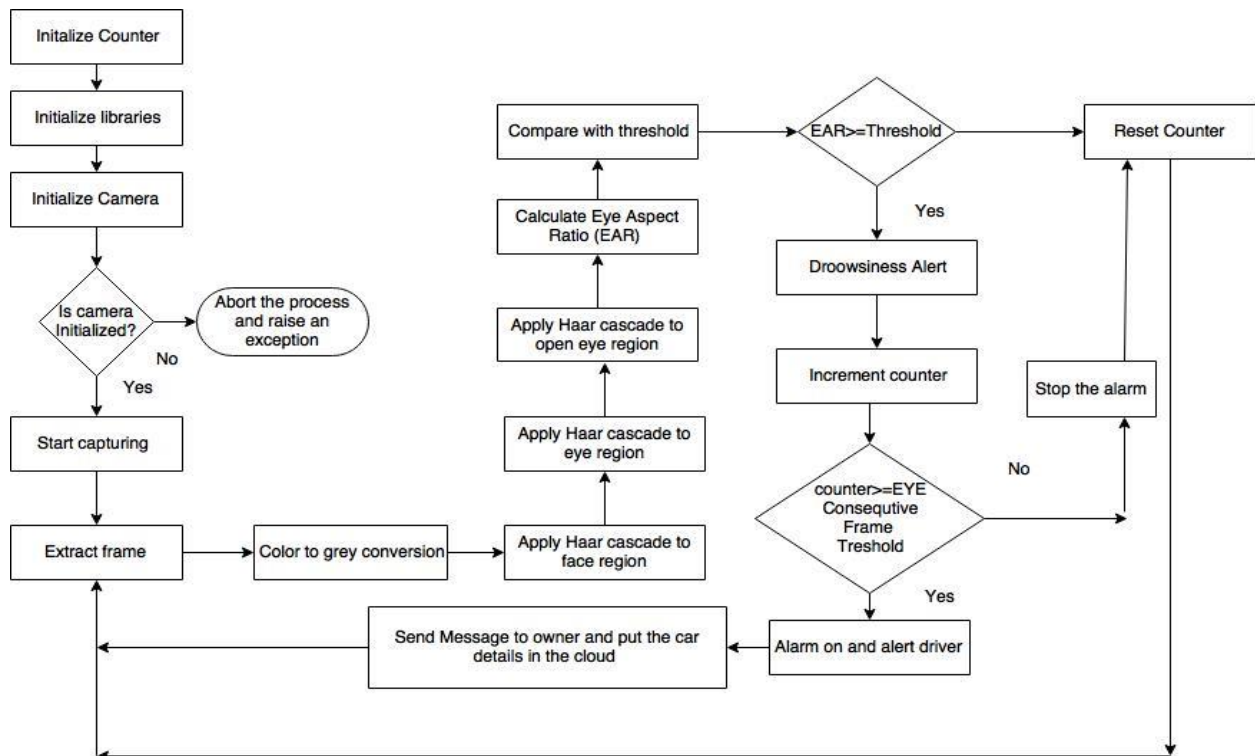 Initalize Counter
Initialize libraries
Initialize Camera
Is camera
Initialized?
Abort the process
and raise an
exception
No
Yes
Start capturing
Extract frame
Color to grey conversion
Apply Haar cascade to
face region
Apply Haar cascade to
eye region
Apply Haar cascade to
open eye region
Calculate Eye Aspect
Ratio (EAR)
Compare with threshold
EAR>=Threshold
Reset Counter
Yes
Droowsiness Alert
Increment counter
Stop the alarm
counter>=EYE
Consequtive
Frame
Treshold
No
Yes
Alarm on and alert driver
Send Message to owner and put the car
details in the cloud